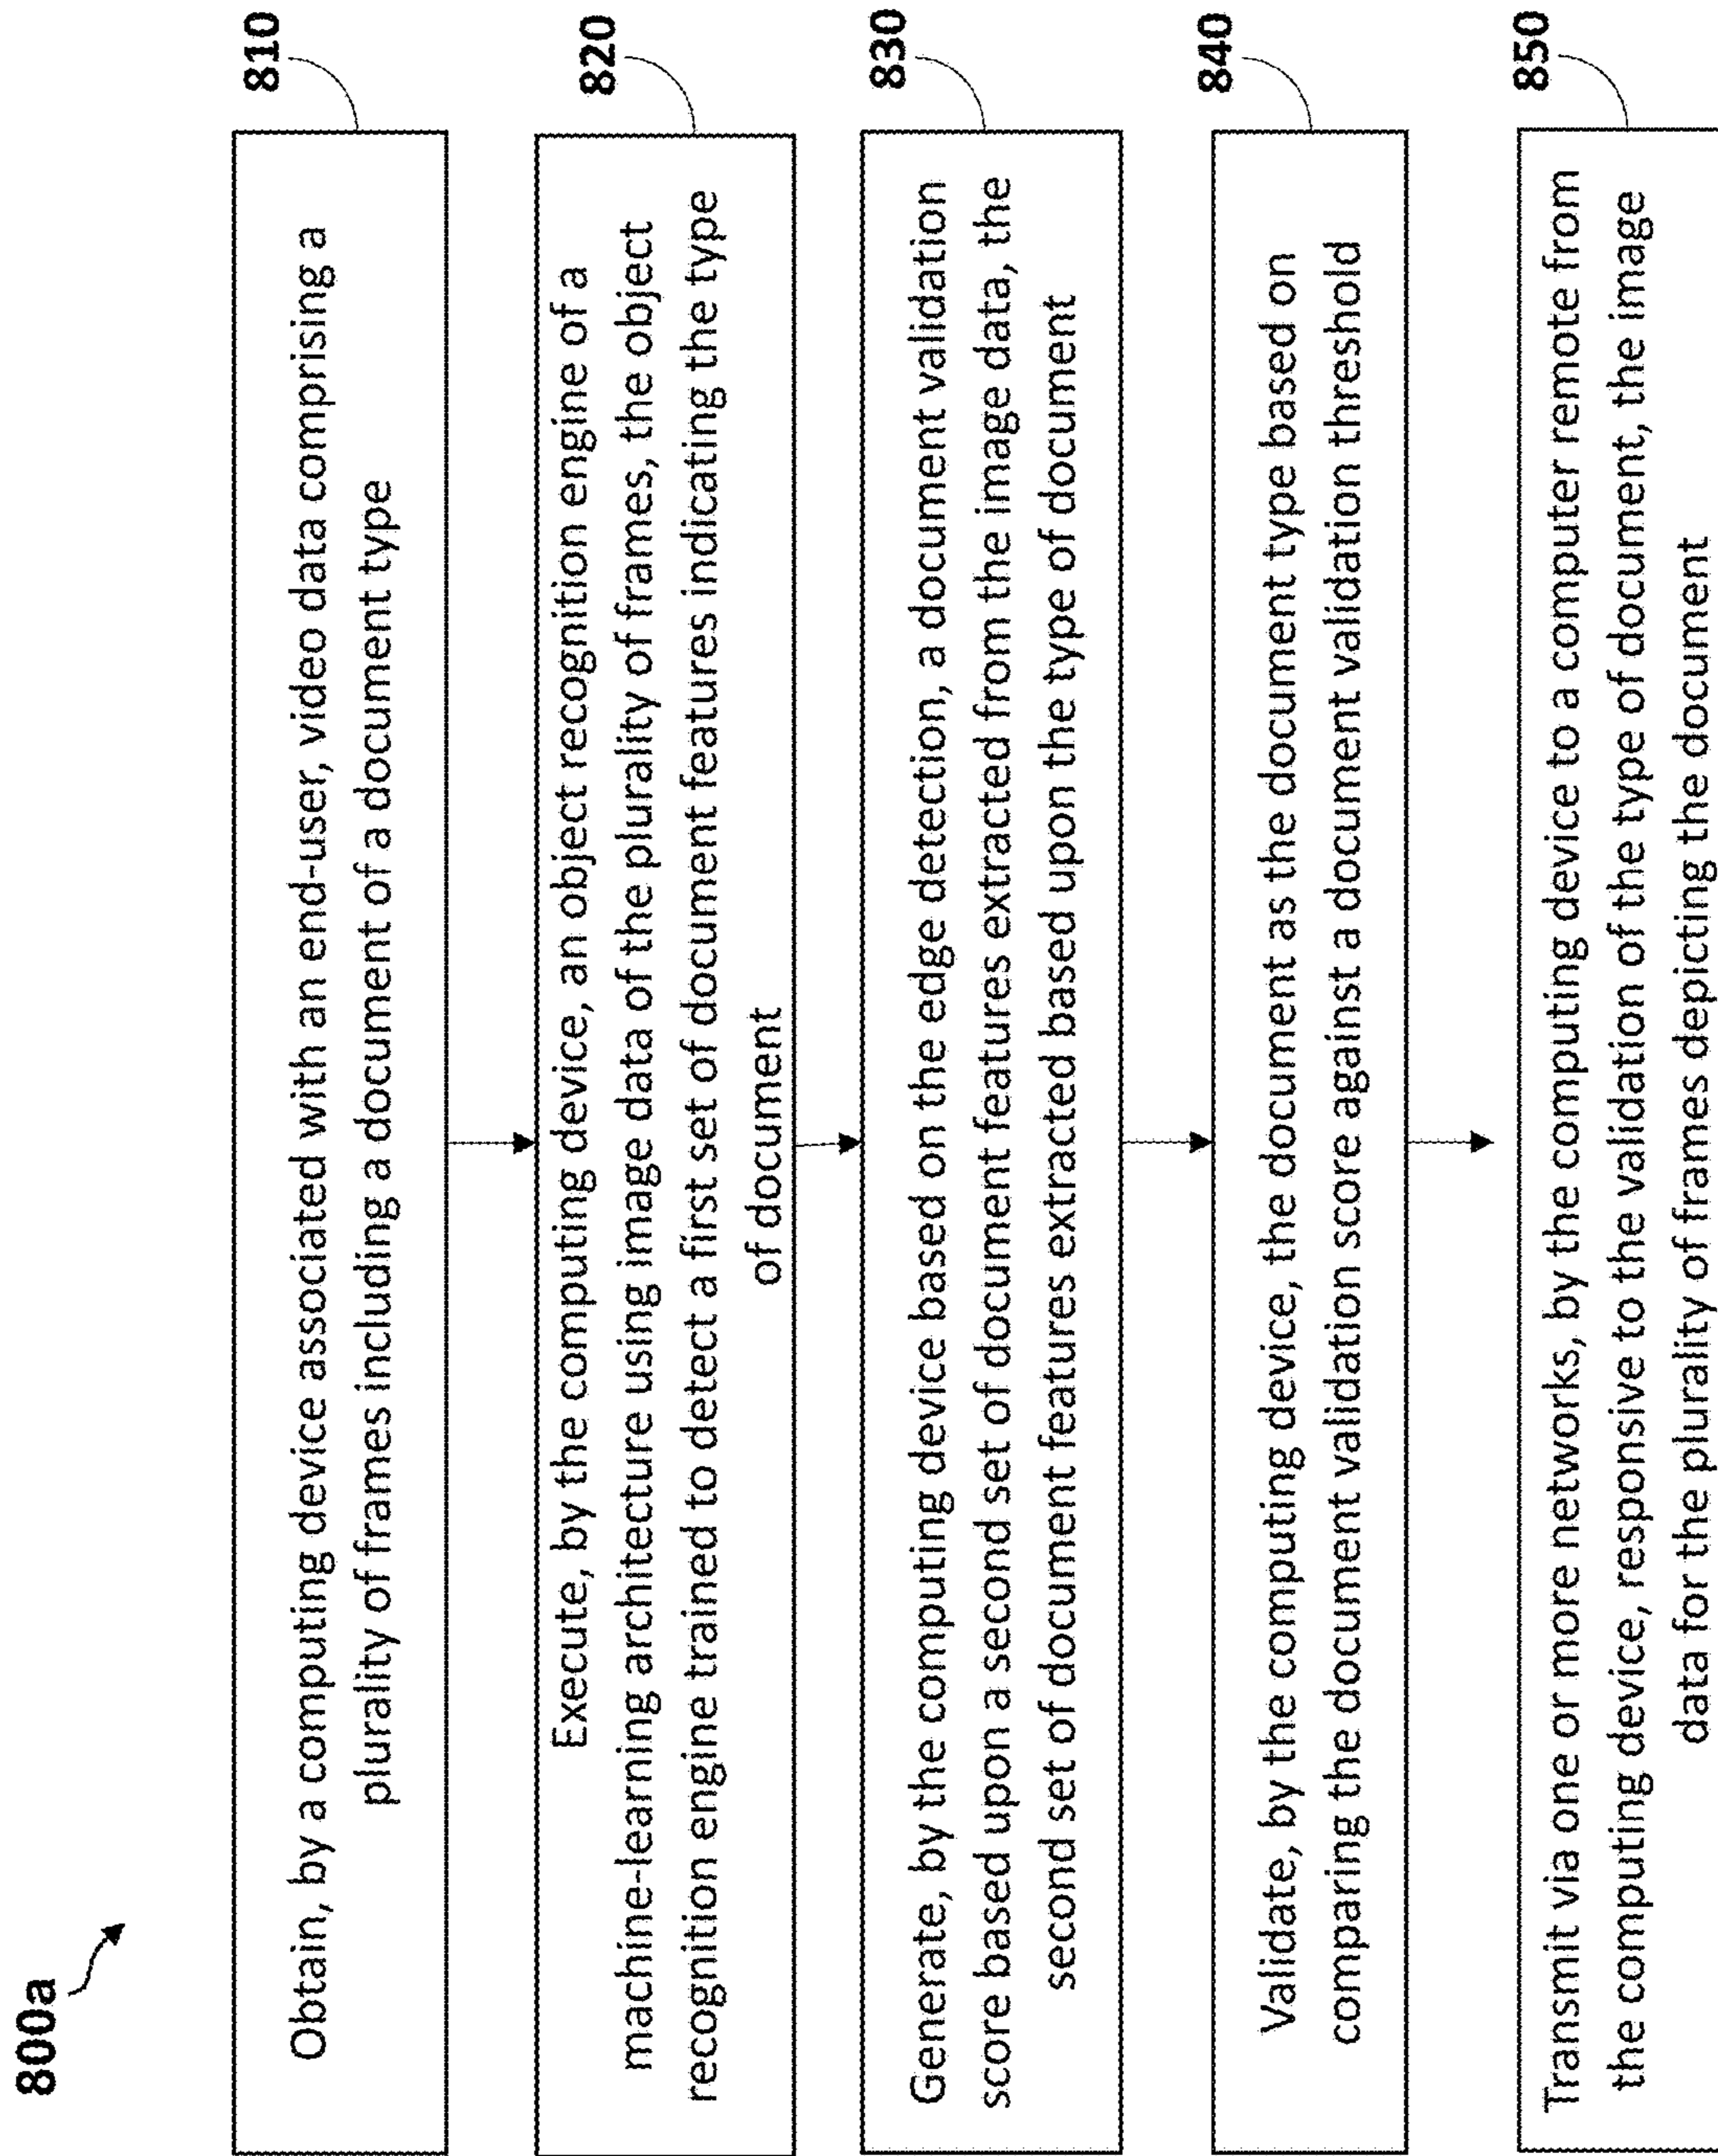 800a
810
Obtain, by a computing device associated with an end-user, video data comprising a
plurality of frames including a document of a document type
820
Execute, by the computing device, an object recognition engine of a
machine-learning architecture using image data of the plurality of frames, the object
recognition engine trained to detect a first set of document features indicating the type
of document
830
Generate, by the computing device based on the edge detection, a document validation
score based upon a second set of document features extracted from the image data, the
second set of document features extracted based upon the type of document
840
Validate, by the computing device, the document as the document type based on
comparing the document validation score against a document validation threshold
850
Transmit via one or more networks, by the computing device to a computer remote from
the computing device, responsive to the validation of the type of document, the image
data for the plurality of frames depicting the document